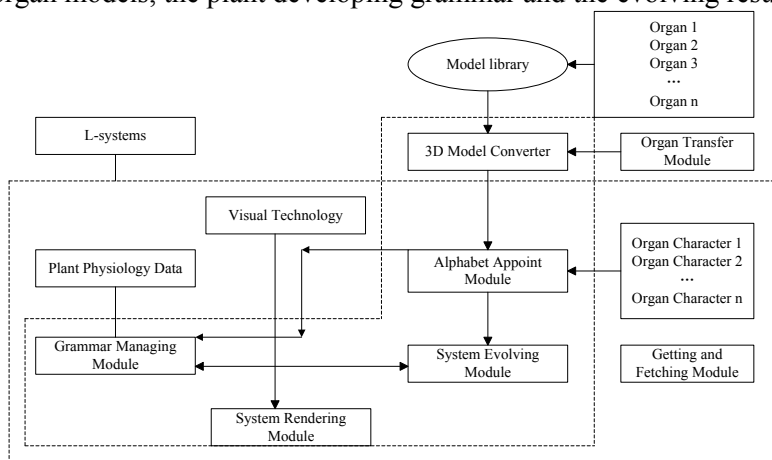 organ models, the plant developing grammar and the evolving resu
Organ 1
Organ 2
Organ 3
...
Organ n
Model library
L-systems
3D Model Converter
Organ Transfer
Module
Visual Technology
Plant Physiology Data
Alphabet Appoint
Module
Organ Character 1
Organ Character 2
...
Organ Character n
Grammar Managing
Module
System Evolving
Module
Getting and
Fetching Module
System Rendering
Module